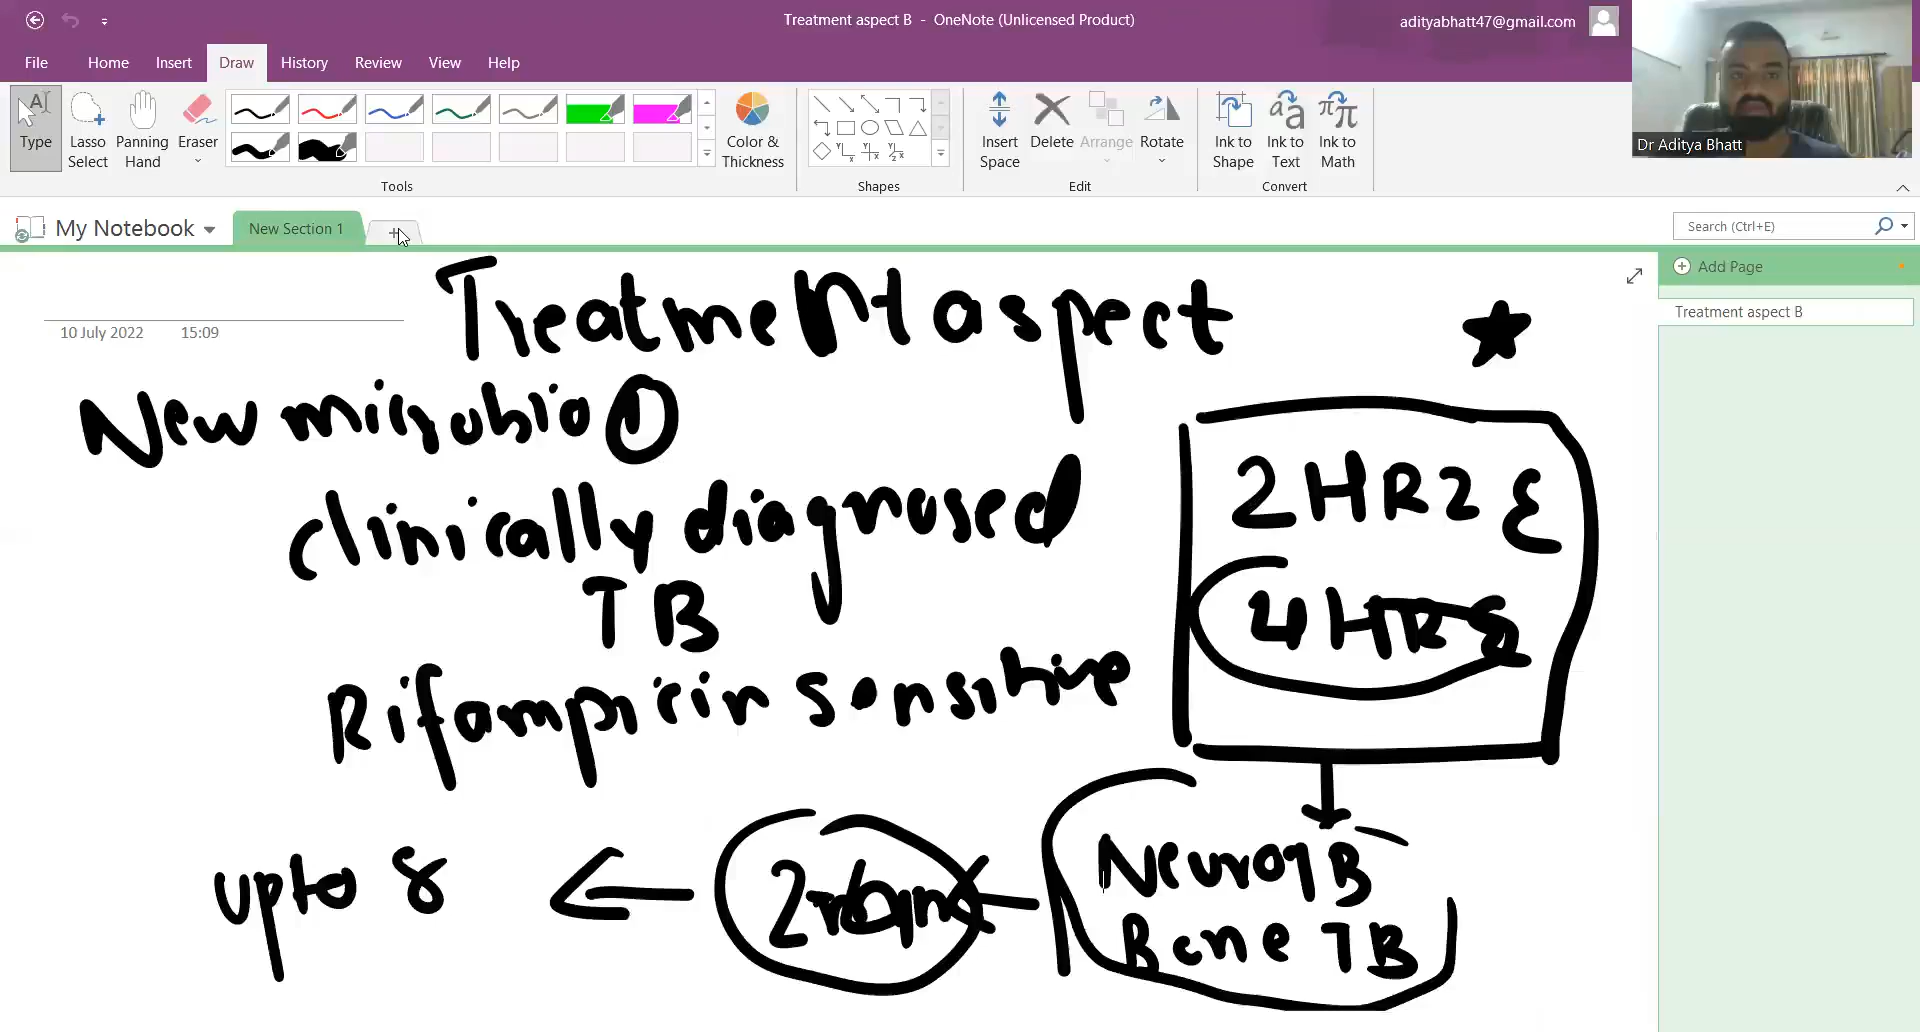 Treatment aspect B - OneNote (Unlicensed Product)
adityabhatt47@gmail.com
File Home Insert Draw History Review View Help
Type
Lasso Select
Panning Hand
Eraser
Color & Thickness
Insert Space
Delete
Arrange
Rotate
Ink to Shape
Ink to Text
Ink to Math
Tools
Shapes
Edit
Convert
Dr Aditya Bhatt
My Notebook
New Section 1
Search (Ctrl+E)
Add Page
Treatment aspect B
10 July 2022 15:09
Treatment aspect
New microbio
clinically diagnosed
TB
Rifampicin sensitive
2HRZE
4HRE
Neuro TB
Bone TB
upto 8